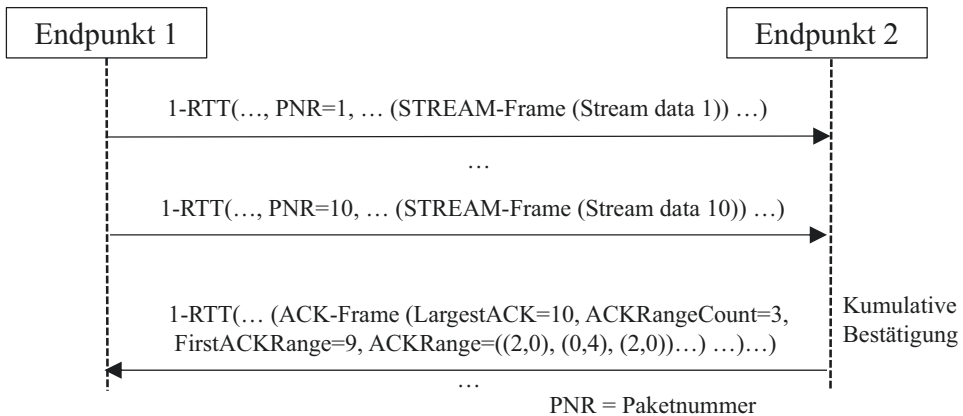 Endpunkt 1
Endpunkt 2
1-RTT(…, PNR=1, … (STREAM-Frame (Stream data 1)) …)
…
1-RTT(…, PNR=10, … (STREAM-Frame (Stream data 10)) …)
1-RTT(… (ACK-Frame (LargestACK=10, ACKRangeCount=3,
FirstACKRange=9, ACKRange=((2,0), (0,4), (2,0))…) …)…)
Kumulative
Bestätigung
…
PNR = Paketnummer